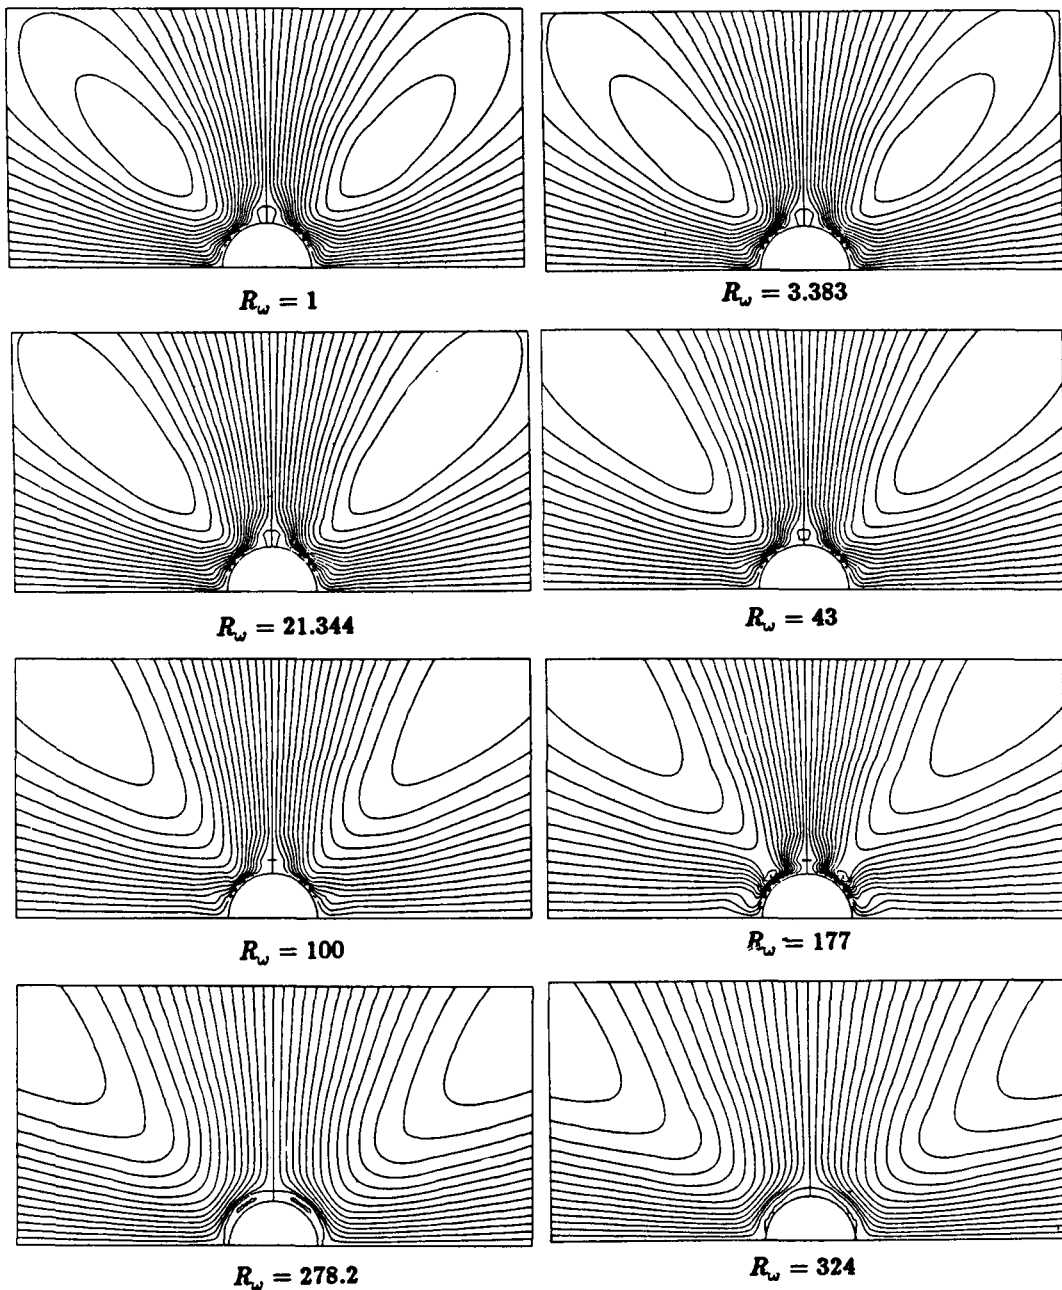 R_ω = 1
R_ω = 3.383
R_ω = 21.344
R_ω = 43
R_ω = 100
R_ω = 177
R_ω = 278.2
R_ω = 324